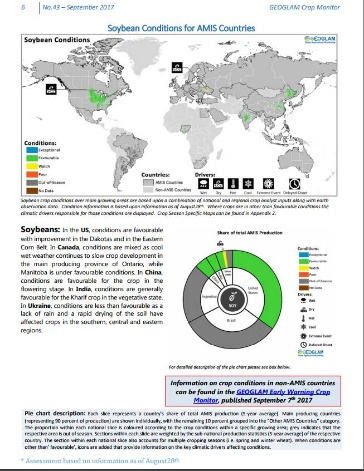 6 | No.43 – September 2017
GEOGLAM Crop Monitor
Soybean Conditions for AMIS Countries
Soybean Conditions
GEOGLAM
Conditions:
Exceptional
Favourable
Watch
Poor
Out-of-Season
No Data
Countries:
AMIS Countries
Non-AMIS Countries
Drivers:
Wet Dry Hot Cool Extreme Event Delayed Onset
Soybean crop conditions over main growing areas are based upon a combination of national and regional crop analyst inputs along with earth
observation data. Condition information is based upon information as of August 28th. Where crops are in other than favourable conditions the
climatic drivers responsible for those conditions are displayed. Crop Season Specific Maps can be found in Appendix 2.
Soybeans: In the US, conditions are favourable
with improvement in the Dakotas and in the Eastern
Corn Belt. In Canada, conditions are mixed as cool
wet weather continues to slow crop development in
the main producing province of Ontario, while
Manitoba is under favourable conditions. In China,
conditions are favourable for the crop in the
flowering stage. In India, conditions are generally
favourable for the Kharif crop in the vegetative state.
In Ukraine, conditions are less than favourable as a
lack of rain and a rapid drying of the soil have
affected crops in the southern, central and eastern
regions.
Share of total AMIS Production
United States
Brazil
Argentina
Conditions:
Exceptional
Favourable
Watch
Poor
Out-of-Season
No Data
Drivers:
Wet
Dry
Hot
Cool
Extreme Event
Delayed Onset
GEOGLAM
For detailed description of the pie chart please see box below.
Information on crop conditions in non-AMIS countries
can be found in the GEOGLAM Early Warning Crop
Monitor, published September 7th 2017
Pie chart description: Each slice represents a country's share of total AMIS production (5-year average). Main producing countries
(representing 90 percent of production) are shown individually, with the remaining 10 percent grouped into the "Other AMIS Countries" category.
The proportion within each national slice is coloured according to the crop conditions within a specific growing area; grey indicates that the
respective area is out of season. Sections within each slice are weighted by the sub-national production statistics (5-year average) of the respective
country. The section within each national slice also accounts for multiple cropping seasons (i.e. spring and winter wheat). When conditions are
other than 'favourable', icons are added that provide information on the key climatic drivers affecting conditions.
* Assessment based on information as of August 28th